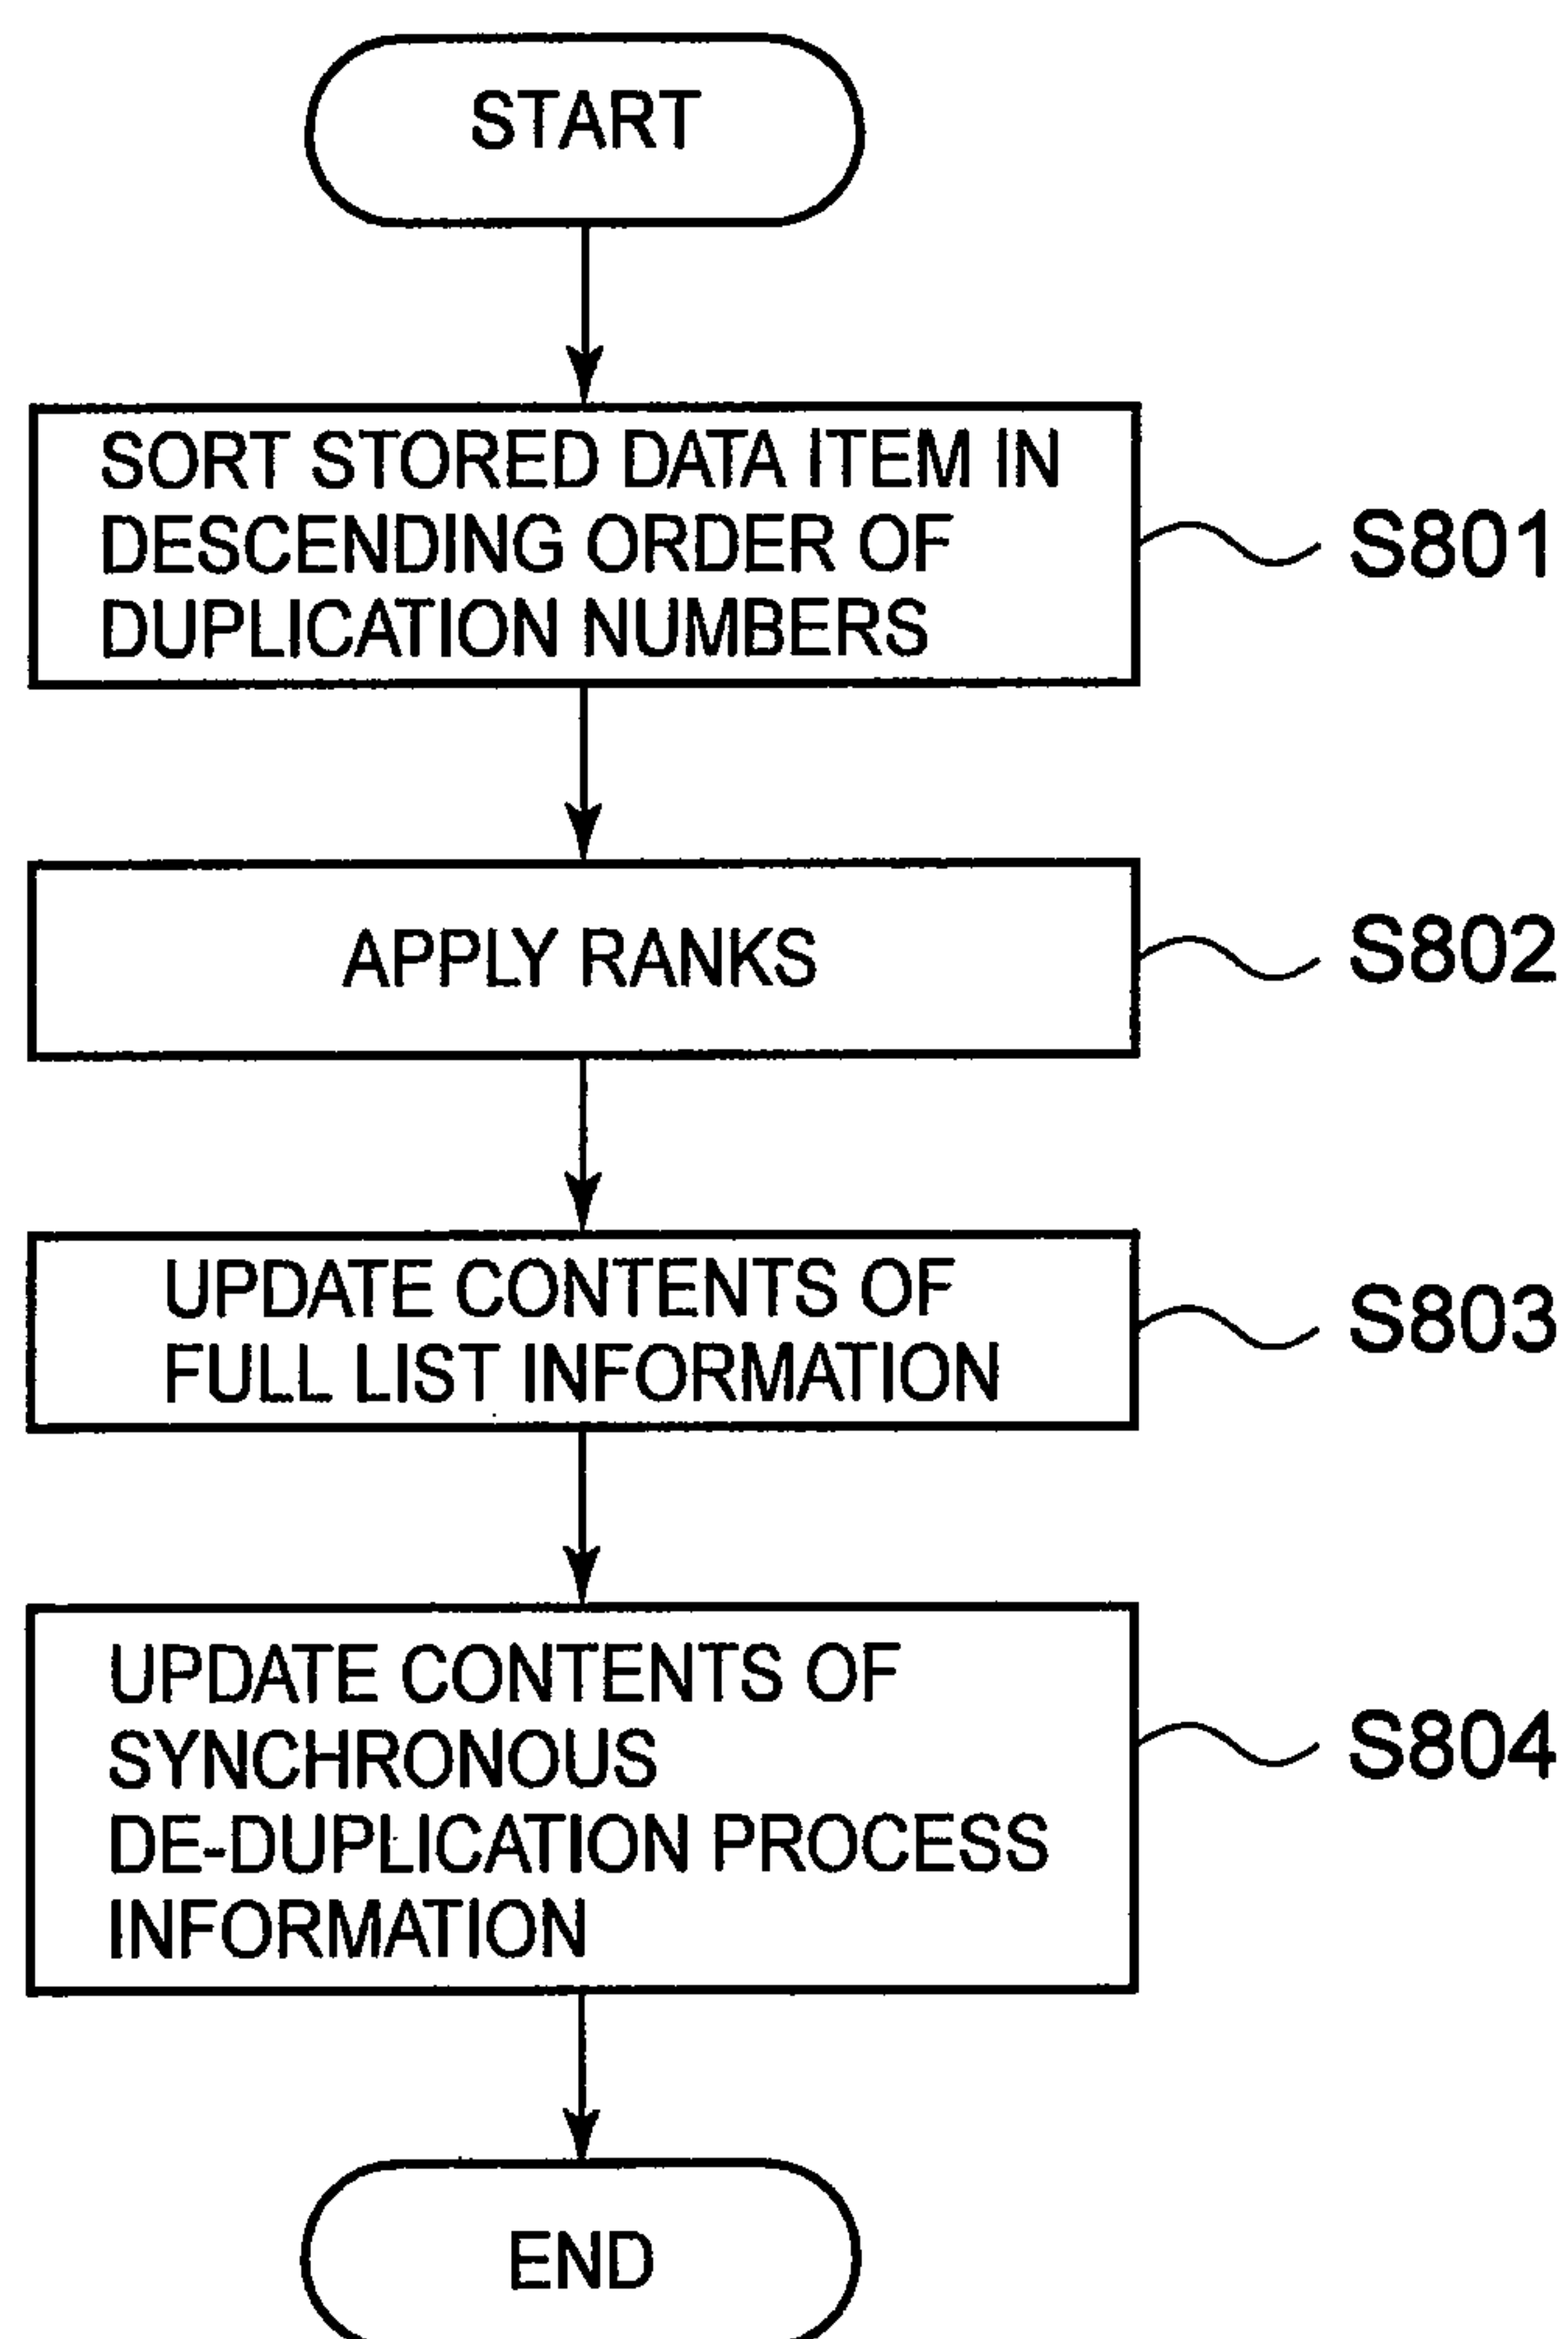 START
SORT STORED DATA ITEM IN
DESCENDING ORDER OF
DUPLICATION NUMBERS
S801
APPLY RANKS
S802
UPDATE CONTENTS OF
FULL LIST INFORMATION
S803
UPDATE CONTENTS OF
SYNCHRONOUS
DE-DUPLICATION PROCESS
INFORMATION
S804
END